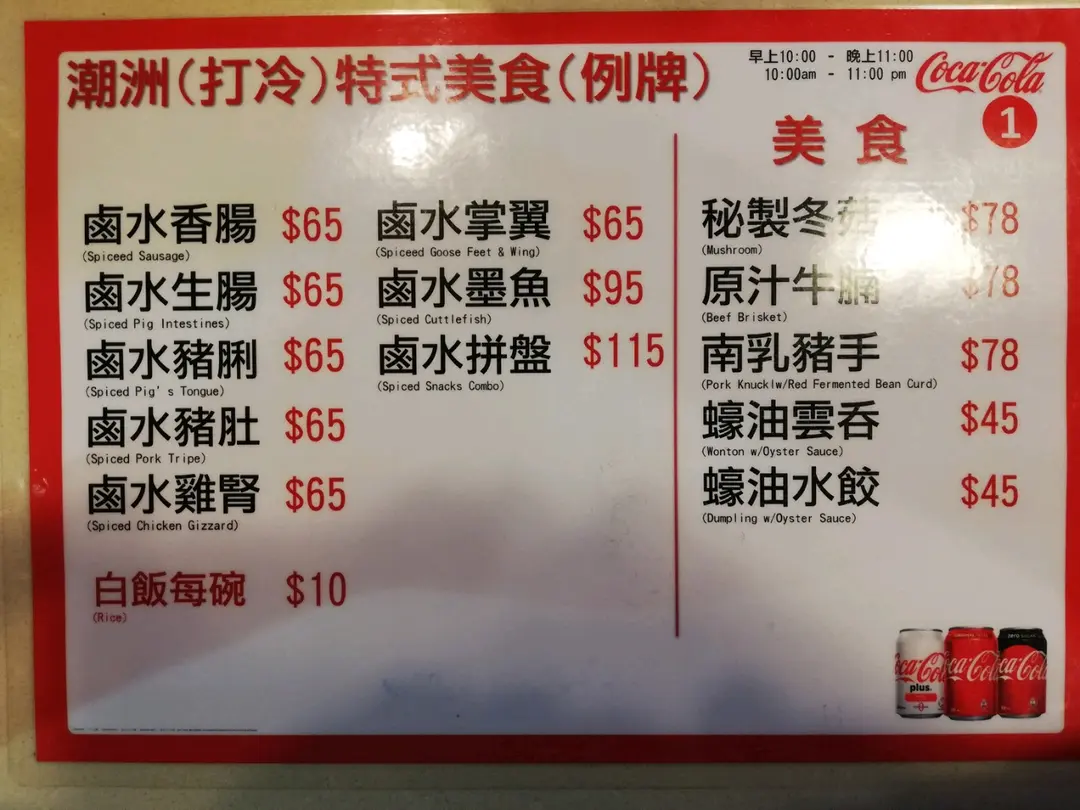 潮洲(打冷)特式美食(例牌)
早上10:00 - 晚上11:00
10:00am - 11:00 pm
Coca-Cola
1
鹵水香腸 $65
(Spiceed Sausage)
鹵水生腸 $65
(Spiced Pig Intestines)
鹵水豬脷 $65
(Spiced Pig's Tongue)
鹵水豬肚 $65
(Spiced Pork Tripe)
鹵水雞腎 $65
(Spiced Chicken Gizzard)
白飯每碗 $10
(Rice)
鹵水掌翼 $65
(Spiceed Goose Feet & Wing)
鹵水墨魚 $95
(Spiced Cuttlefish)
鹵水拼盤 $115
(Spiced Snacks Combo)
美食
秘製冬菇 $78
(Mushroom)
原汁牛腩 $78
(Beef Brisket)
南乳豬手 $78
(Pork Knucklw/Red Fermented Bean Curd)
蠔油雲吞 $45
(Wonton w/Oyster Sauce)
蠔油水餃 $45
(Dumpling w/Oyster Sauce)
Coca-Cola
plus
Coca-Cola
Coca-Cola